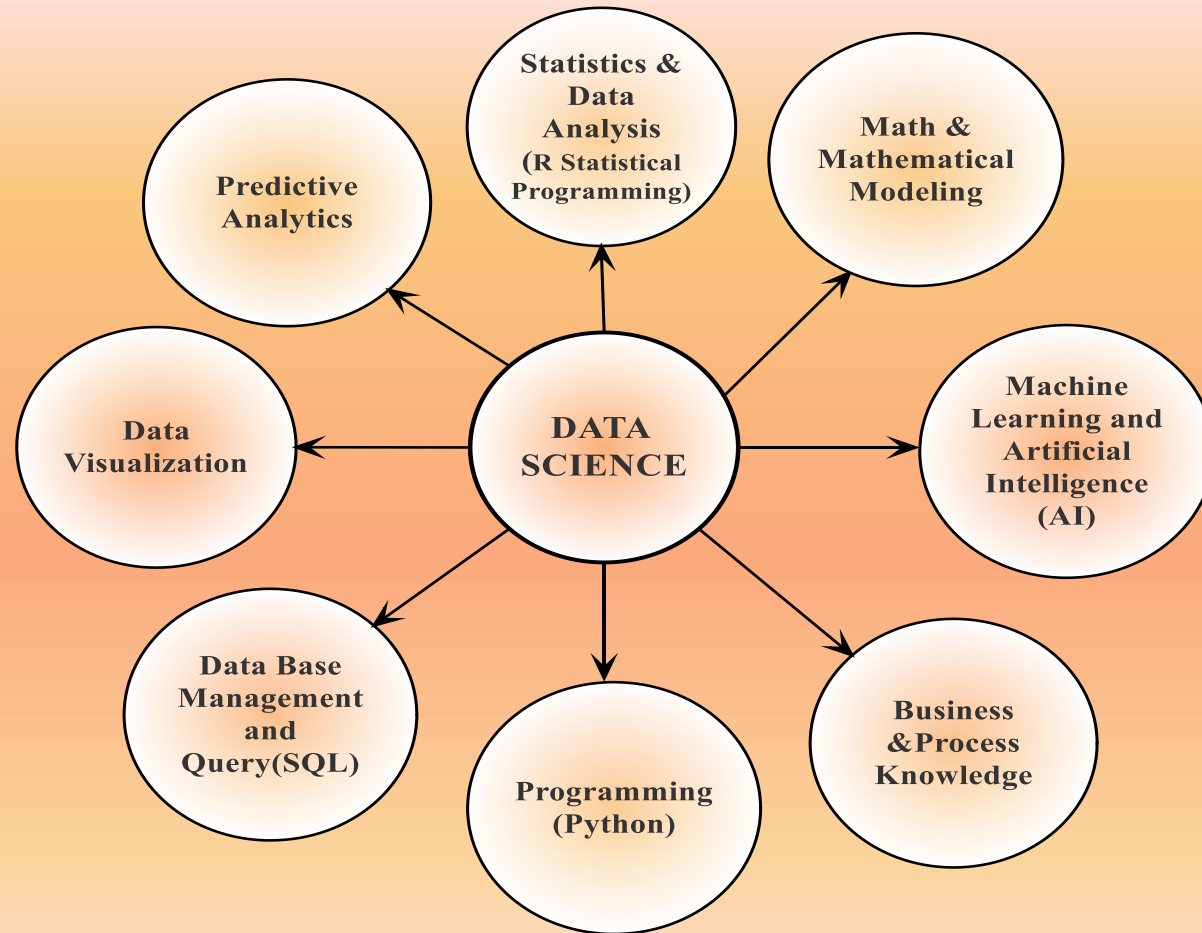 Statistics &
Data
Analysis
(R Statistical
Programming)
Math &
Mathematical
Modeling
Predictive
Analytics
Machine
Learning and
Artificial
Intelligence
(AI)
DATA
SCIENCE
Data
Visualization
Data Base
Management
and
Query(SQL)
Business
&Process
Knowledge
Programming
(Python)